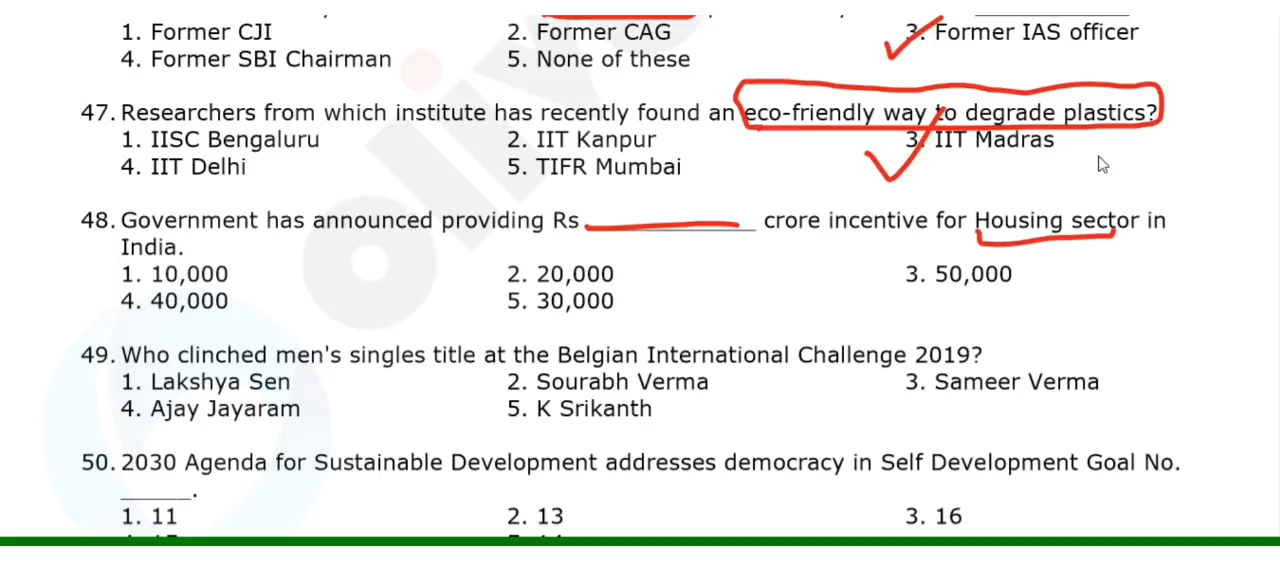 1. Former CJI 2. Former CAG 3. Former IAS officer
4. Former SBI Chairman 5. None of these
47. Researchers from which institute has recently found an eco-friendly way to degrade plastics?
1. IISC Bengaluru 2. IIT Kanpur 3. IIT Madras
4. IIT Delhi 5. TIFR Mumbai
48. Government has announced providing Rs ____________ crore incentive for Housing sector in
India.
1. 10,000 2. 20,000 3. 50,000
4. 40,000 5. 30,000
49. Who clinched men's singles title at the Belgian International Challenge 2019?
1. Lakshya Sen 2. Sourabh Verma 3. Sameer Verma
4. Ajay Jayaram 5. K Srikanth
50. 2030 Agenda for Sustainable Development addresses democracy in Self Development Goal No.
_____.
1. 11 2. 13 3. 16